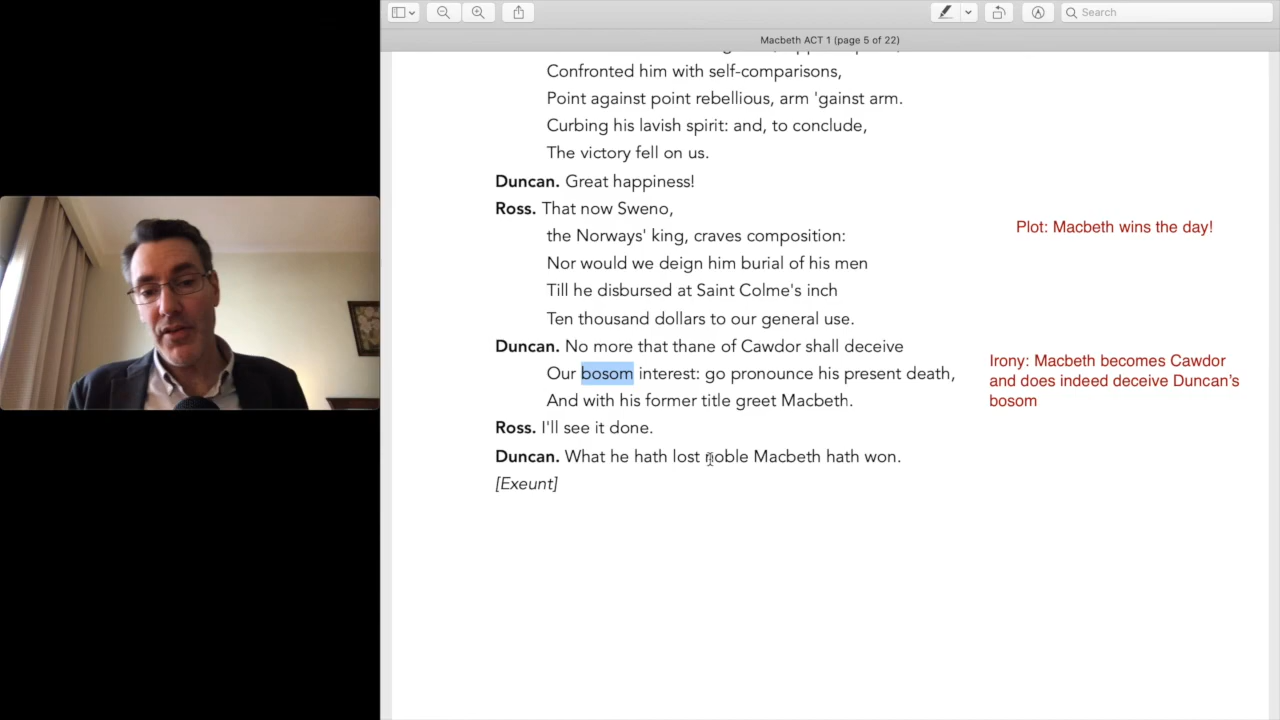 Search
Macbeth ACT 1 (page 5 of 22)
Confronted him with self-comparisons,
Point against point rebellious, arm 'gainst arm.
Curbing his lavish spirit: and, to conclude,
The victory fell on us.
Duncan. Great happiness!
Ross. That now Sweno,
the Norways' king, craves composition:
Nor would we deign him burial of his men
Till he disbursed at Saint Colme's inch
Ten thousand dollars to our general use.
Duncan. No more that thane of Cawdor shall deceive
Our bosom interest: go pronounce his present death,
And with his former title greet Macbeth.
Ross. I'll see it done.
Duncan. What he hath lost noble Macbeth hath won.
[Exeunt]
Plot: Macbeth wins the day!
Irony: Macbeth becomes Cawdor
and does indeed deceive Duncan's
bosom